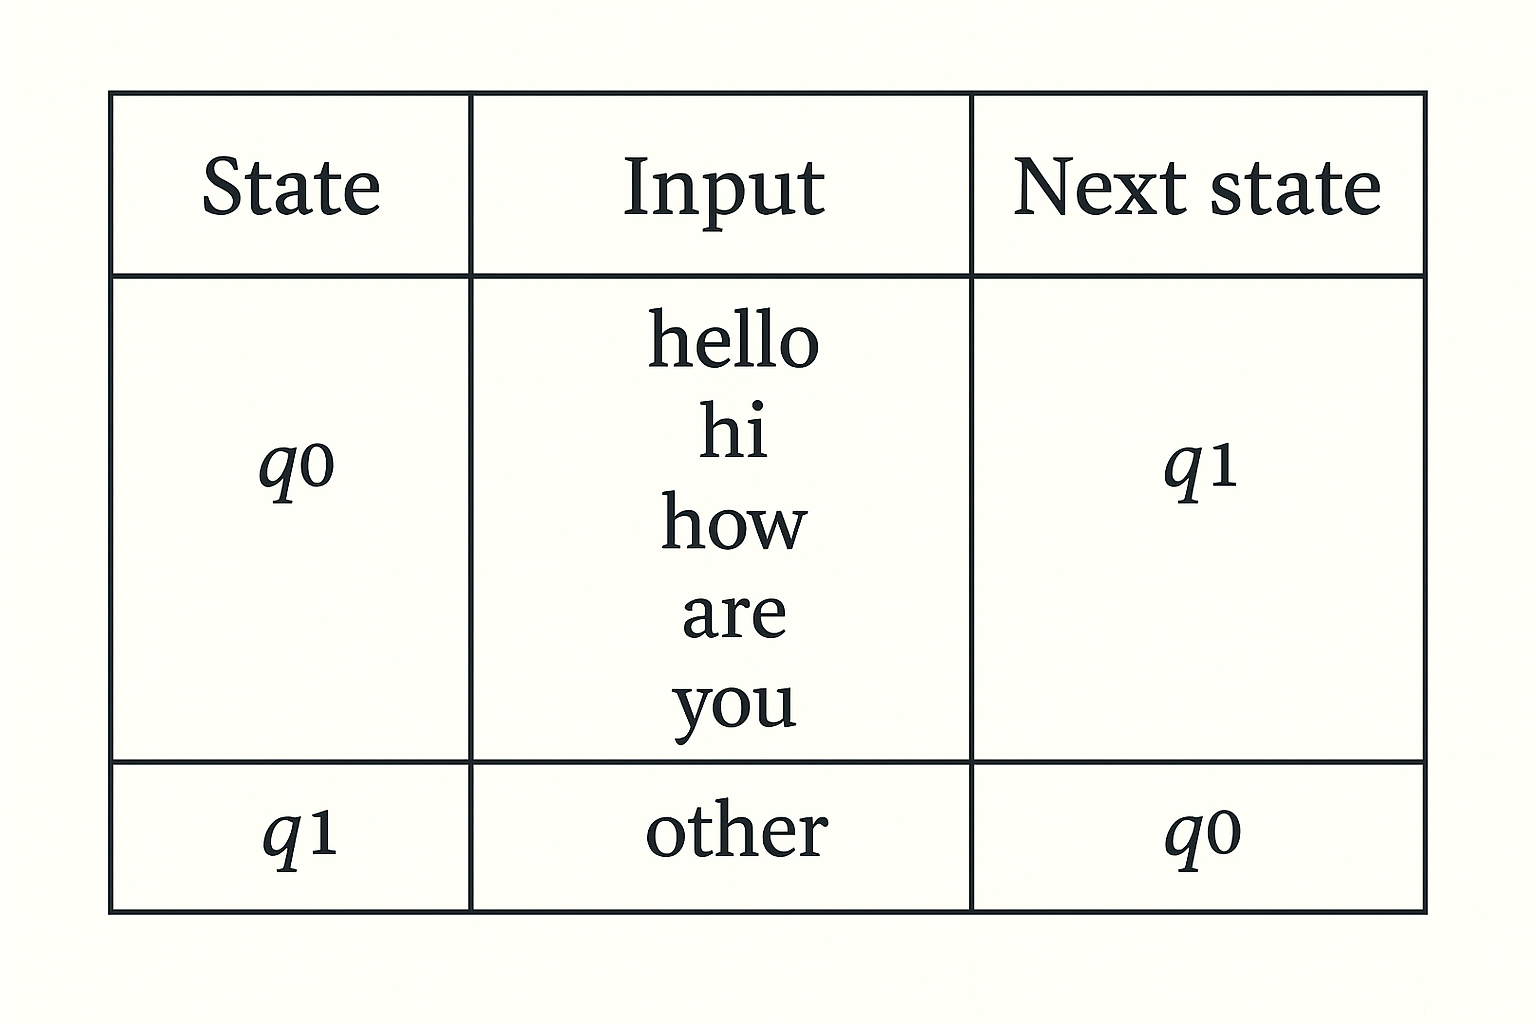 State Input Next state
hello
hi
q0 q1
how
are
you
q1 other q0